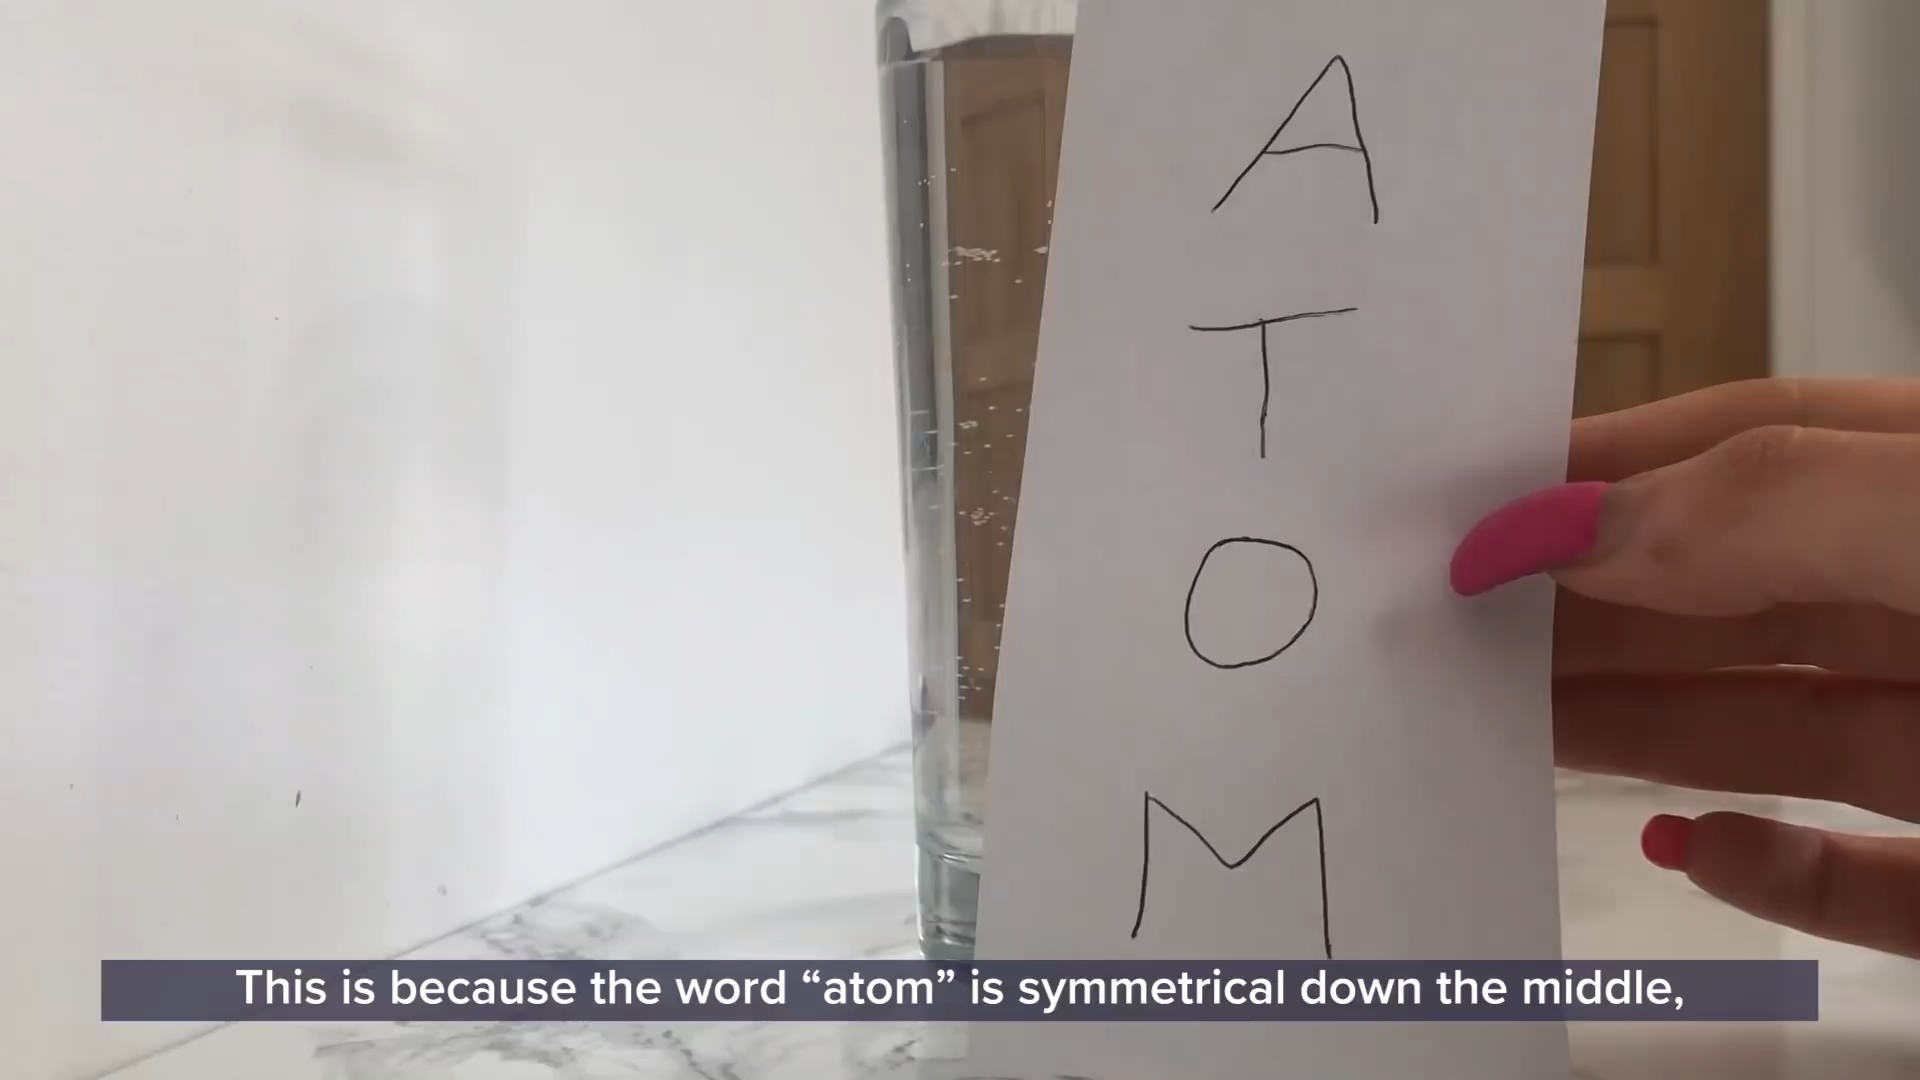 A
T
O
M
This is because the word “atom” is symmetrical down the middle,